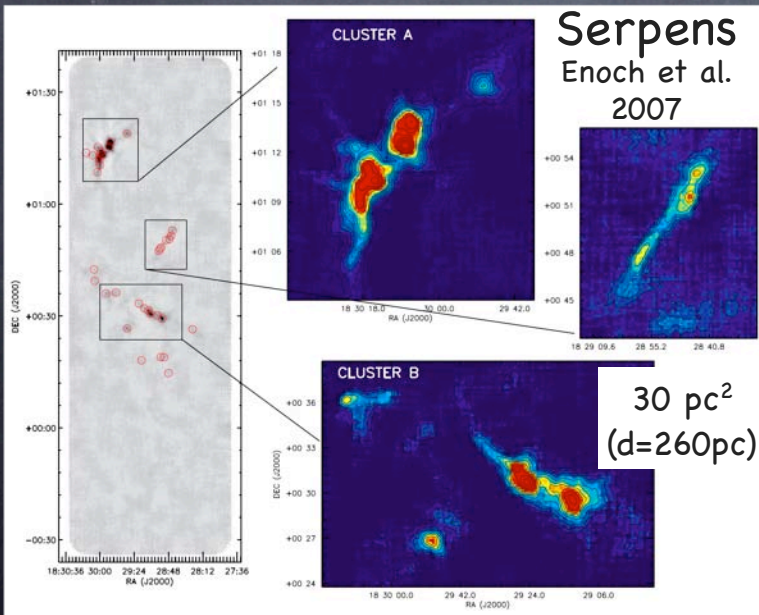 Serpens
Enoch et al.
2007
CLUSTER A
+01 18
+01 15
+01 12
+01 09
+01 06
18 30 18.0
30 00.0
29 42.0
RA (J2000)
+00 54
+00 51
+00 48
+00 45
18 29 09.6
28 55.2
28 40.8
+01:30
+01:00
+00:30
+00:00
-00:30
DEC (J2000)
18:30:36
30:00
29:24
28:48
28:12
27:36
RA (J2000)
CLUSTER B
+00 36
+00 33
+00 30
+00 27
+00 24
DEC (J2000)
18 30 00.0
29 42.0
29 24.0
29 06.0
RA (J2000)
30 pc²
(d=260pc)